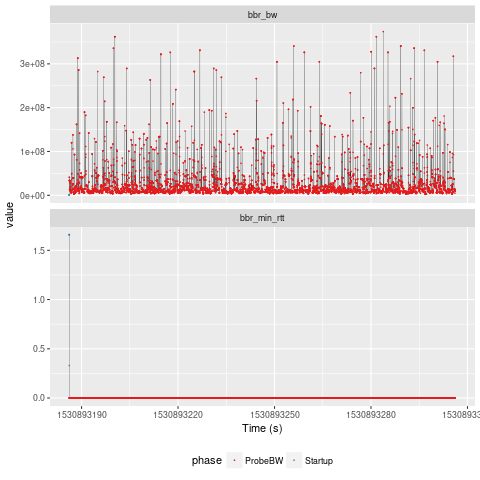 bbr_bw
3e+08
2e+08
1e+08
0e+00
value
bbr_min_rtt
1.5
1.0
0.5
0.0
1530893190 1530893220 1530893250 1530893280 15308933
Time (s)
phase ProbeBW Startup